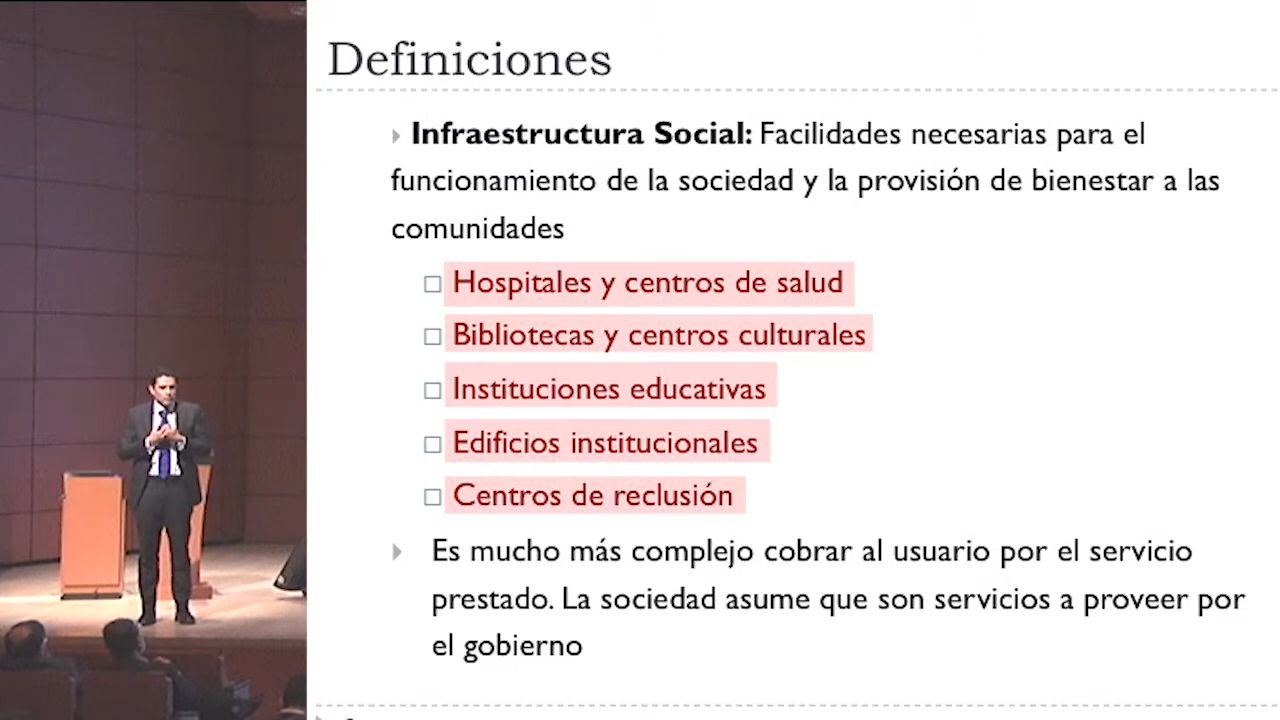 Definiciones
Infraestructura Social: Facilidades necesarias para el
funcionamiento de la sociedad y la provisión de bienestar a las
comunidades
Hospitales y centros de salud
Bibliotecas y centros culturales
Instituciones educativas
Edificios institucionales
Centros de reclusión
Es mucho más complejo cobrar al usuario por el servicio
prestado. La sociedad asume que son servicios a proveer por
el gobierno